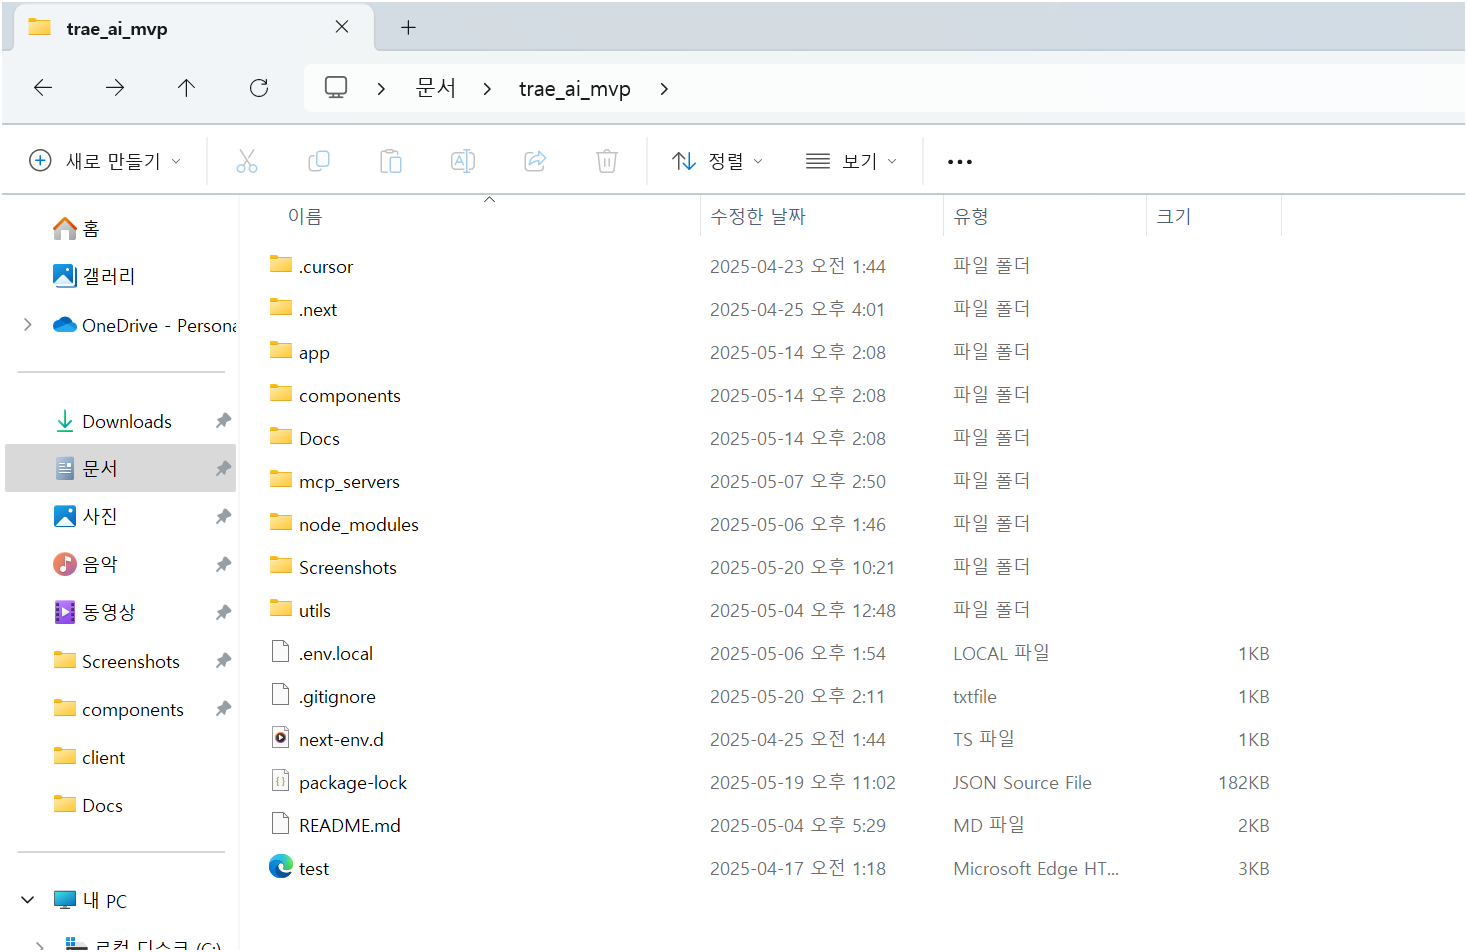 trae_ai_mvp
문서 > trae_ai_mvp >
새로 만들기
정렬
보기
이름 수정한 날짜 유형 크기
홈
갤러리
OneDrive - Persona
Downloads
문서
사진
음악
동영상
Screenshots
components
client
Docs
내 PC
로컬 디스크 (C:)
.cursor 2025-04-23 오전 1:44 파일 폴더
.next 2025-04-25 오후 4:01 파일 폴더
app 2025-05-14 오후 2:08 파일 폴더
components 2025-05-14 오후 2:08 파일 폴더
Docs 2025-05-14 오후 2:08 파일 폴더
mcp_servers 2025-05-07 오후 2:50 파일 폴더
node_modules 2025-05-06 오후 1:46 파일 폴더
Screenshots 2025-05-20 오후 10:21 파일 폴더
utils 2025-05-04 오후 12:48 파일 폴더
.env.local 2025-05-06 오후 1:54 LOCAL 파일 1KB
.gitignore 2025-05-20 오후 2:11 txtfile 1KB
next-env.d 2025-04-25 오전 1:44 TS 파일 1KB
package-lock 2025-05-19 오후 11:02 JSON Source File 182KB
README.md 2025-05-04 오후 5:29 MD 파일 2KB
test 2025-04-17 오전 1:18 Microsoft Edge HT... 3KB